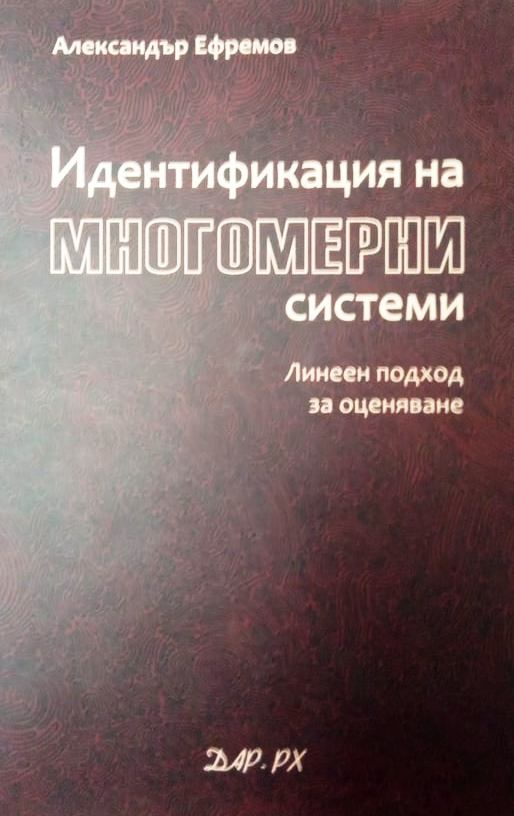 Александър Ефремов
Идентификация на
МНОГОМЕРНИ
системи
Линеен подход
за оценяване
ДАР.РХ